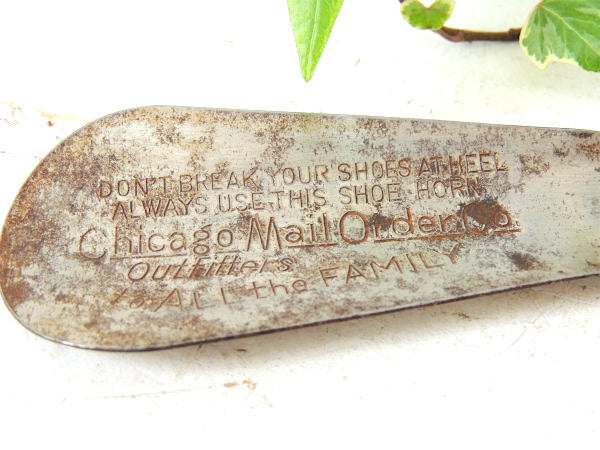 DON'T BREAK YOUR SHOES AT HEEL
ALWAYS USE THIS SHOE HORN
Chicago Mail Order Co.
Outfitters
to ALL the FAMILY